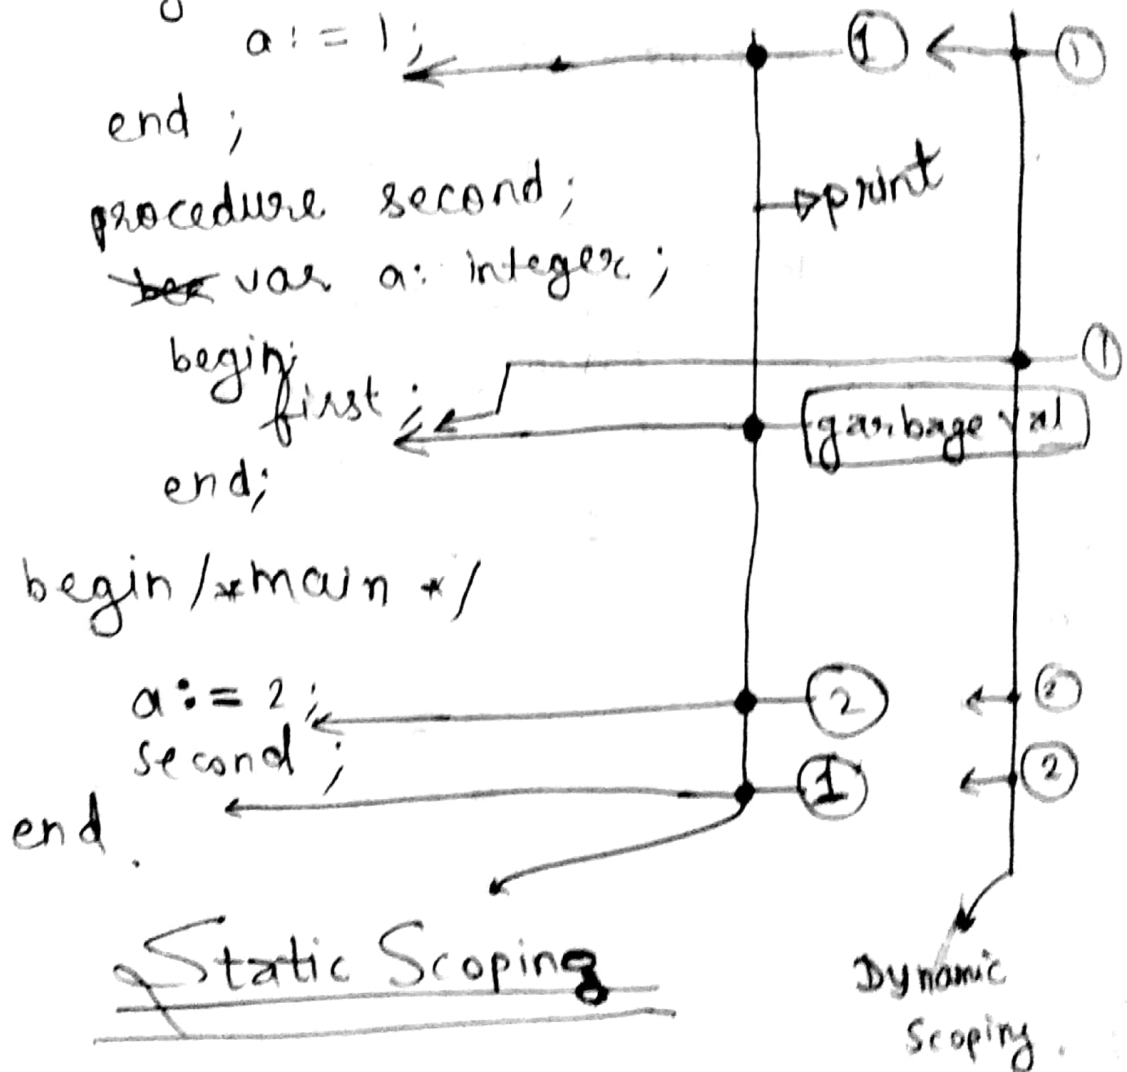 a := 1; ① ①
end ;
print
procedure second;
var a: integer;
begin;
①
first ;
garbage val
end;
begin /*main */
a := 2; ② ②
second ; ① ②
end.
Static Scoping
Dynamic
Scoping.